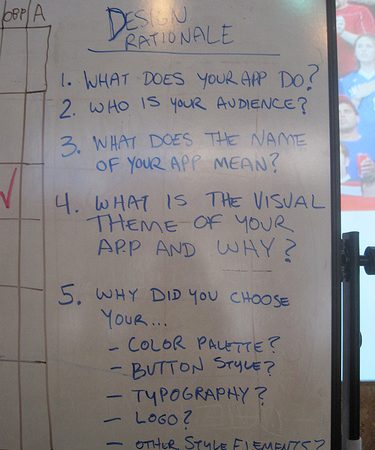 OBP A
DESIGN
RATIONALE
1. WHAT DOES YOUR APP DO?
2. WHO IS YOUR AUDIENCE?
3. WHAT DOES THE NAME
OF YOUR APP MEAN?
4. WHAT IS THE VISUAL
THEME OF YOUR
APP AND WHY?
5. WHY DID YOU CHOOSE
YOUR...
- COLOR PALETTE?
- BUTTON STYLE?
- TYPOGRAPHY?
- LOGO?
- OTHER STYLE ELEMENTS?